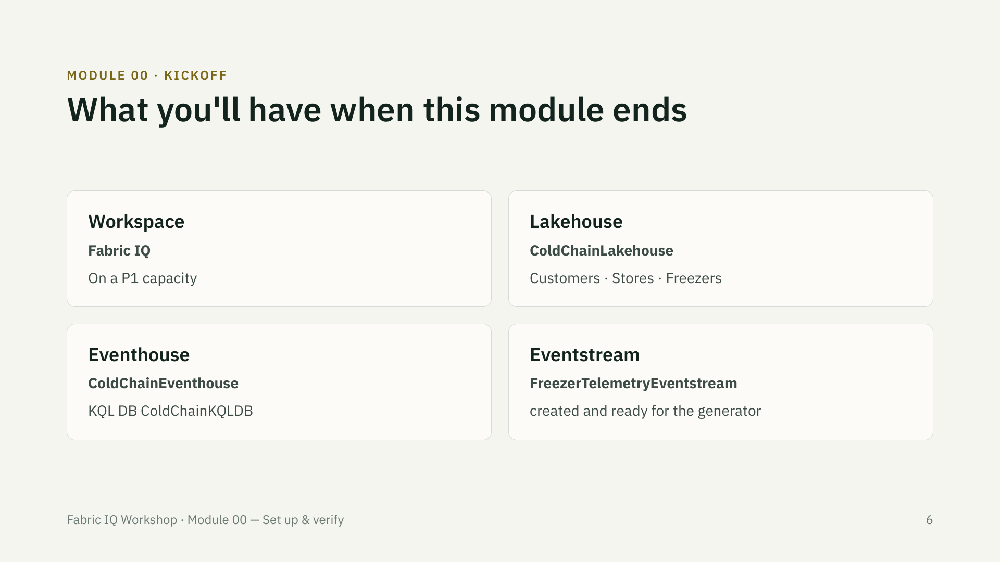 MODULE 00 · KICKOFF
What you'll have when this module ends
Workspace
Fabric IQ
On a P1 capacity
Lakehouse
ColdChainLakehouse
Customers · Stores · Freezers
Eventhouse
ColdChainEventhouse
KQL DB ColdChainKQLDB
Eventstream
FreezerTelemetryEventstream
created and ready for the generator
Fabric IQ Workshop · Module 00 — Set up & verify
6